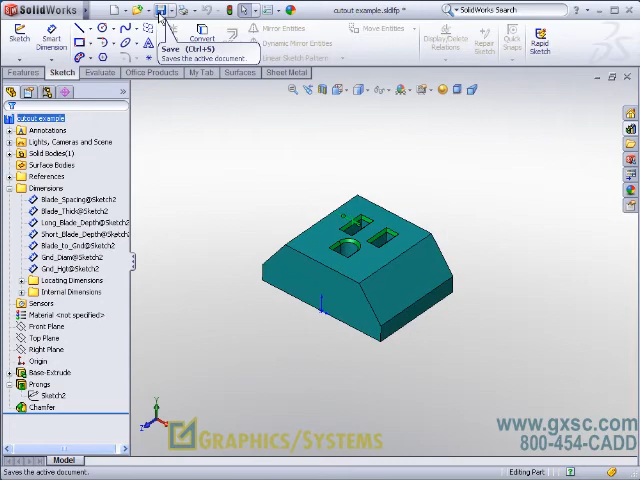 SolidWorks
cutout example.sldlfp *
SolidWorks Search
Sketch
Smart Dimension
Convert
Mirror Entities
Dynamic Mirror Entities
Linear Sketch Pattern
Move Entities
Display/Delete Relations
Repair Sketch
Quick Snaps
Rapid Sketch
Save (Ctrl+S)
Saves the active document.
Features
Sketch
Evaluate
Office Products
My Tab
Surfaces
Sheet Metal
cutout example
Annotations
Lights, Cameras and Scene
Solid Bodies(1)
Surface Bodies
References
Dimensions
Blade_Spacing@Sketch2
Blade_Thick@Sketch2
Long_Blade_Depth@Sketch2
Short_Blade_Depth@Sketch2
Blade_to_Gnd@Sketch2
Gnd_Diam@Sketch2
Gnd_Hgt@Sketch2
Locating Dimensions
Internal Dimensions
Sensors
Material <not specified>
Front Plane
Top Plane
Right Plane
Origin
Base-Extrude
Prongs
Sketch2
Chamfer
Y
X
Z
GRAPHICS/SYSTEMS
www.gxsc.com
800-454-CADD
Model
Saves the active document.
Editing Part